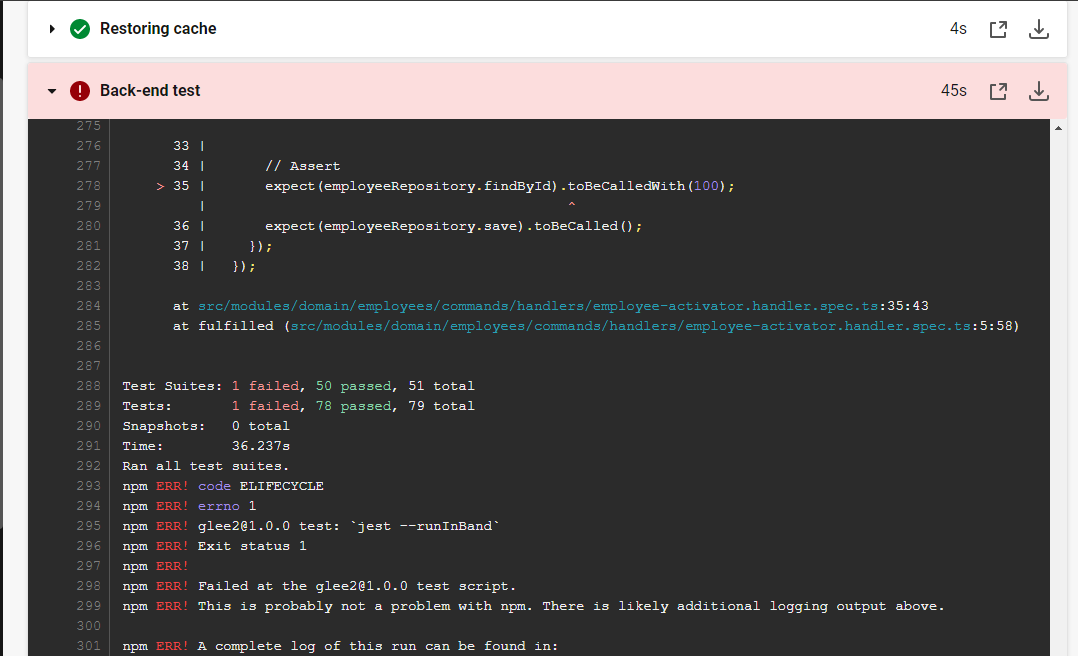 Restoring cache 4s
Back-end test 45s
275
276 33 |
277 34 | // Assert
278 > 35 | expect(employeeRepository.findById).toBeCalledWith(100);
279 | ^
280 36 | expect(employeeRepository.save).toBeCalled();
281 37 | });
282 38 | });
283
284 at src/modules/domain/employees/commands/handlers/employee-activator.handler.spec.ts:35:43
285 at fulfilled (src/modules/domain/employees/commands/handlers/employee-activator.handler.spec.ts:5:58)
286
287
288 Test Suites: 1 failed, 50 passed, 51 total
289 Tests: 1 failed, 78 passed, 79 total
290 Snapshots: 0 total
291 Time: 36.237s
292 Ran all test suites.
293 npm ERR! code ELIFECYCLE
294 npm ERR! errno 1
295 npm ERR! glee2@1.0.0 test: `jest --runInBand`
296 npm ERR! Exit status 1
297 npm ERR!
298 npm ERR! Failed at the glee2@1.0.0 test script.
299 npm ERR! This is probably not a problem with npm. There is likely additional logging output above.
300
301 npm ERR! A complete log of this run can be found in: